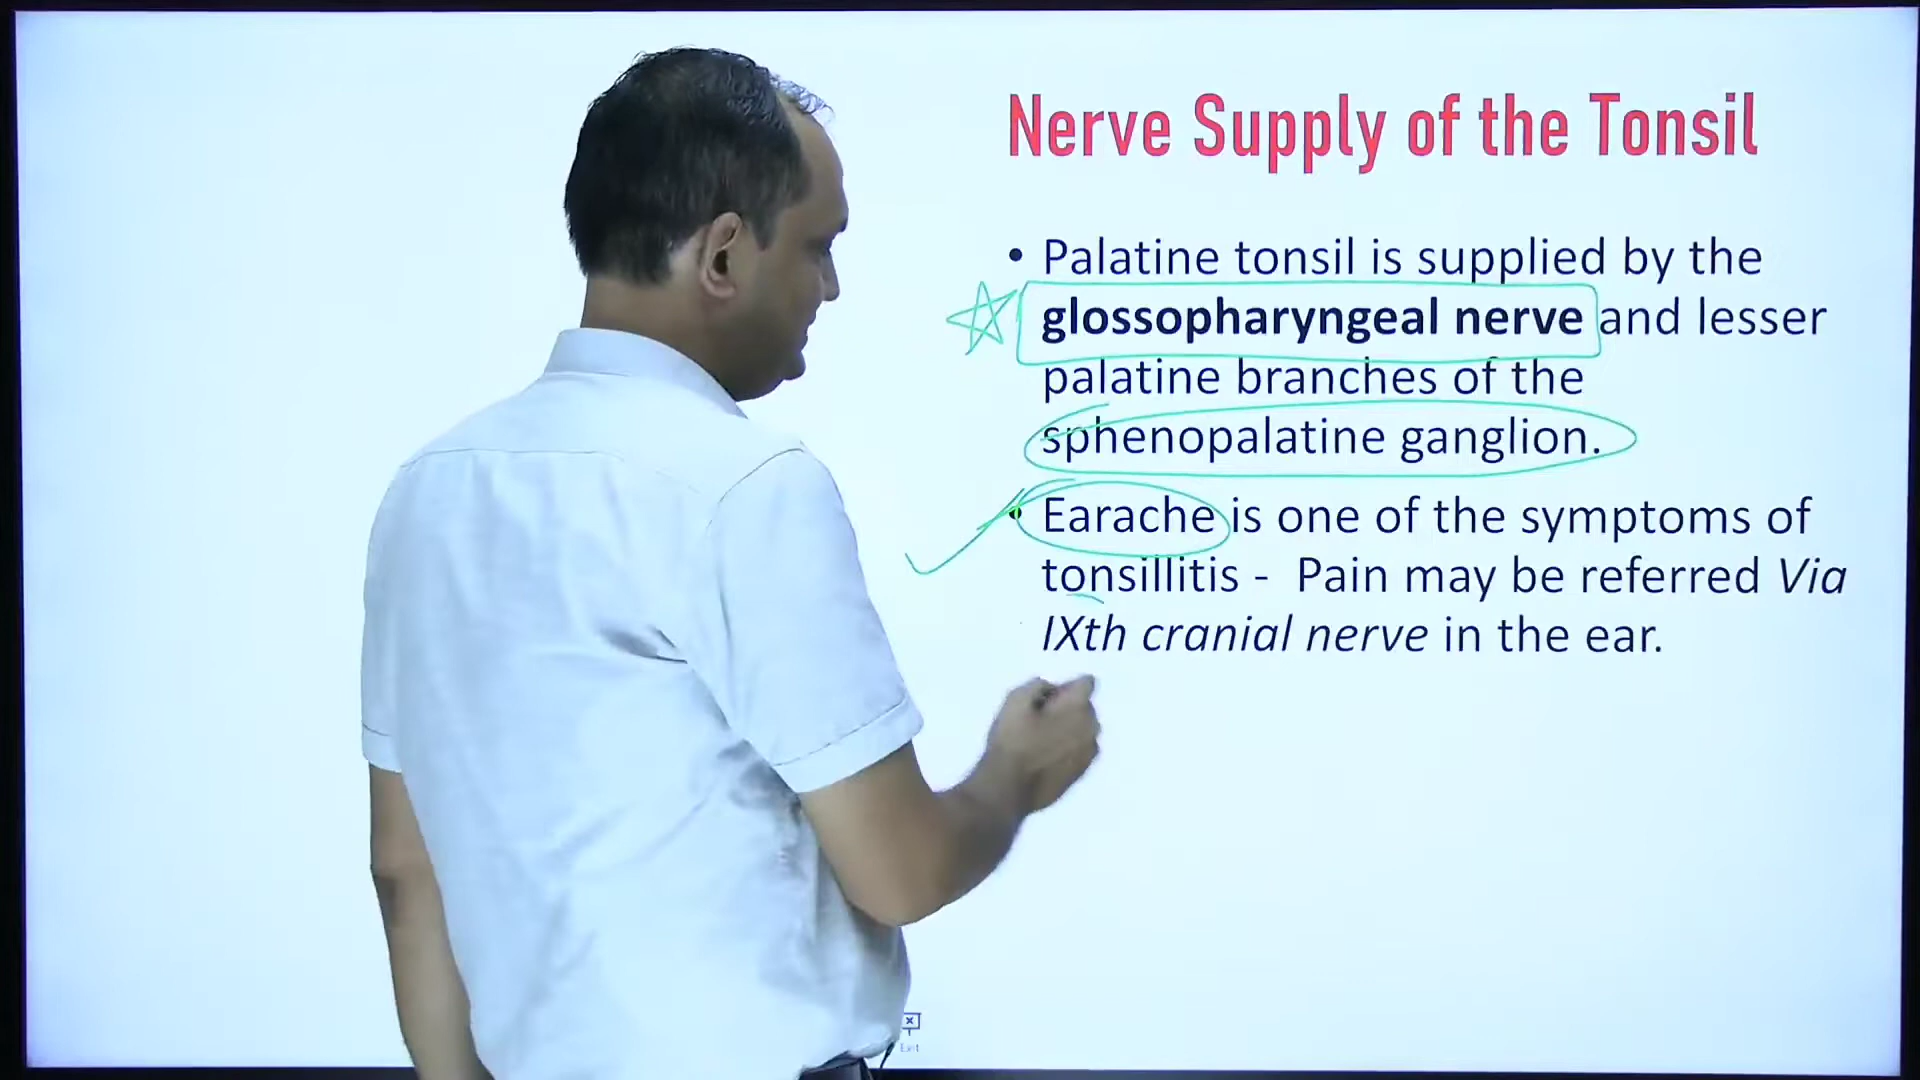 Nerve Supply of the Tonsil
• Palatine tonsil is supplied by the
glossopharyngeal nerve and lesser
palatine branches of the
sphenopalatine ganglion.
• Earache is one of the symptoms of
tonsillitis - Pain may be referred Via
IXth cranial nerve in the ear.
Exit